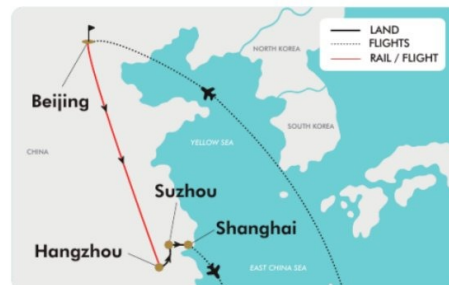 LAND
FLIGHTS
RAIL / FLIGHT
NORTH KOREA
Beijing
SOUTH KOREA
YELLOW SEA
CHINA
Suzhou
Shanghai
Hangzhou
EAST CHINA SEA